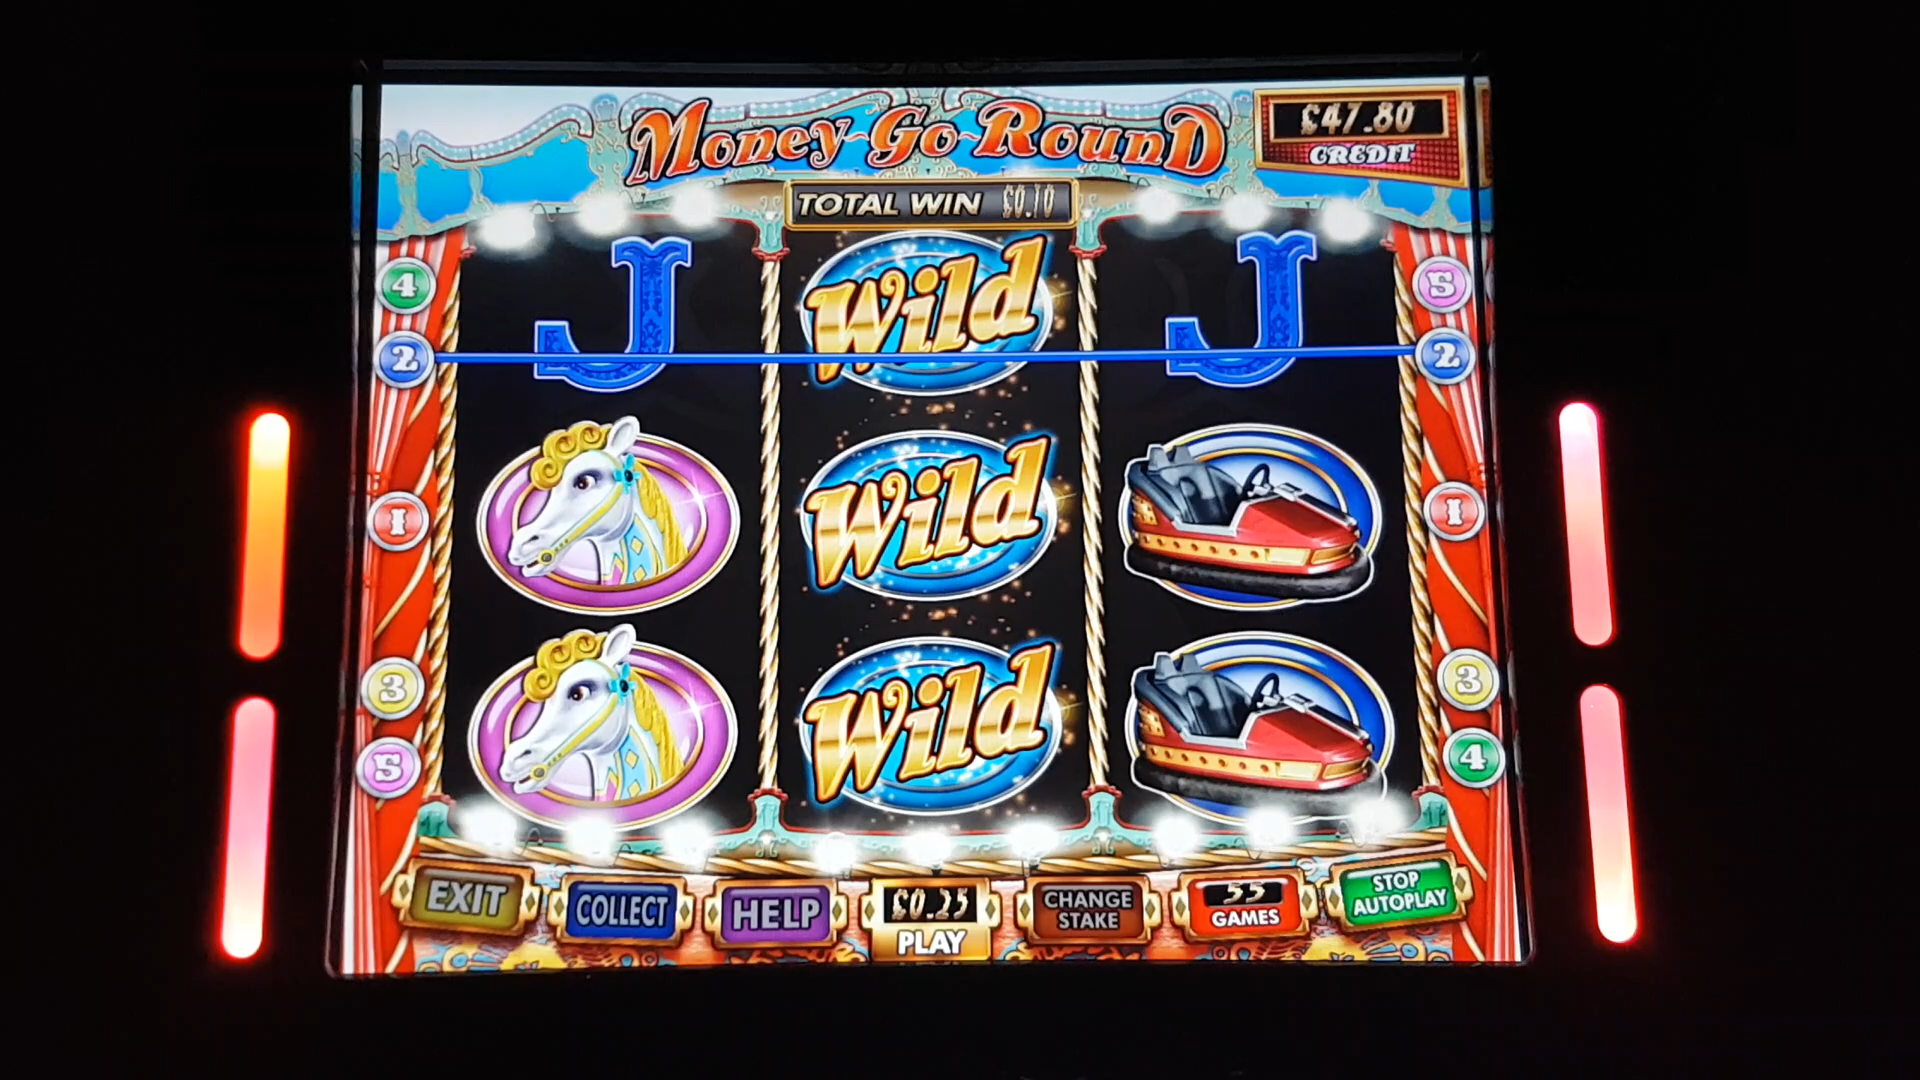 Money-Go-Round
£47.80
CREDIT
TOTAL WIN £0.10
J
Wild
J
4
5
2
2
Wild
1
1
Wild
3
3
5
4
EXIT
COLLECT
HELP
£0.25
PLAY
CHANGE
STAKE
55
GAMES
STOP
AUTOPLAY